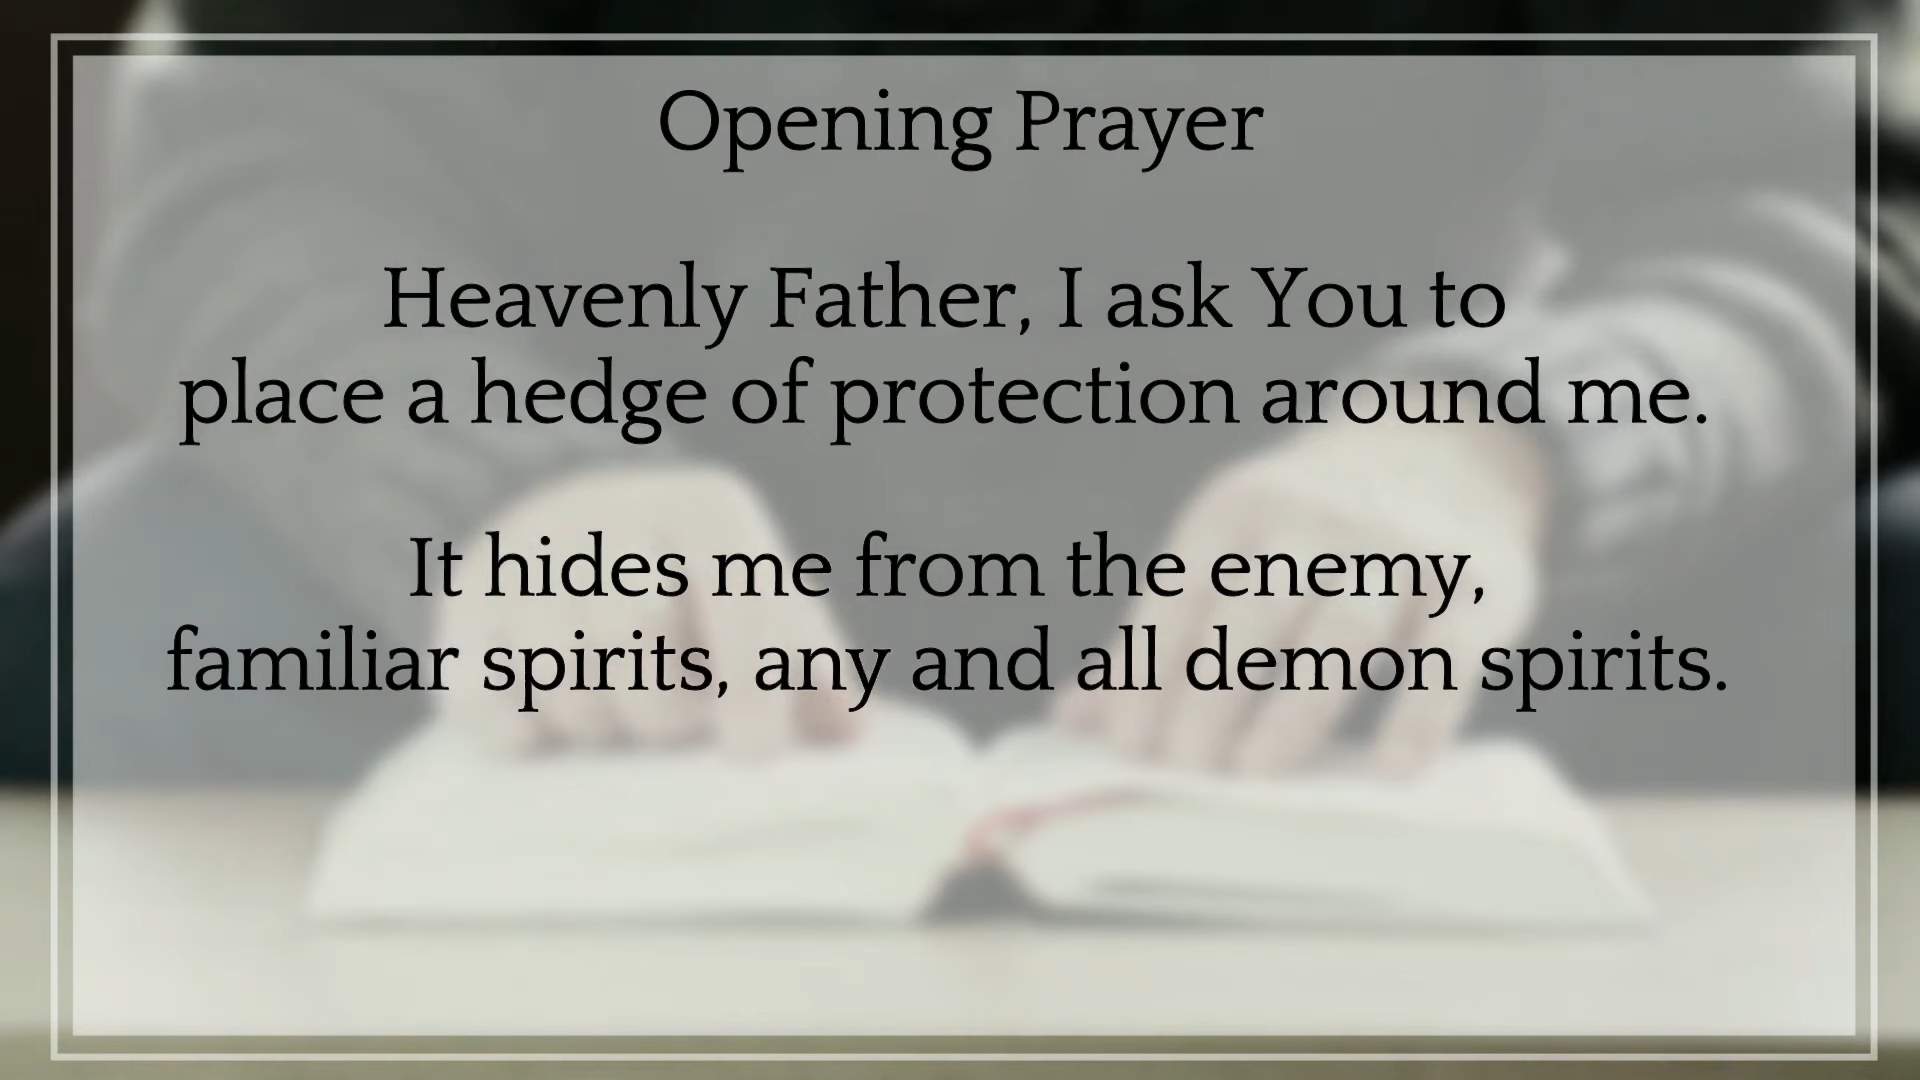 Opening Prayer
Heavenly Father, I ask You to
place a hedge of protection around me.
It hides me from the enemy,
familiar spirits, any and all demon spirits.